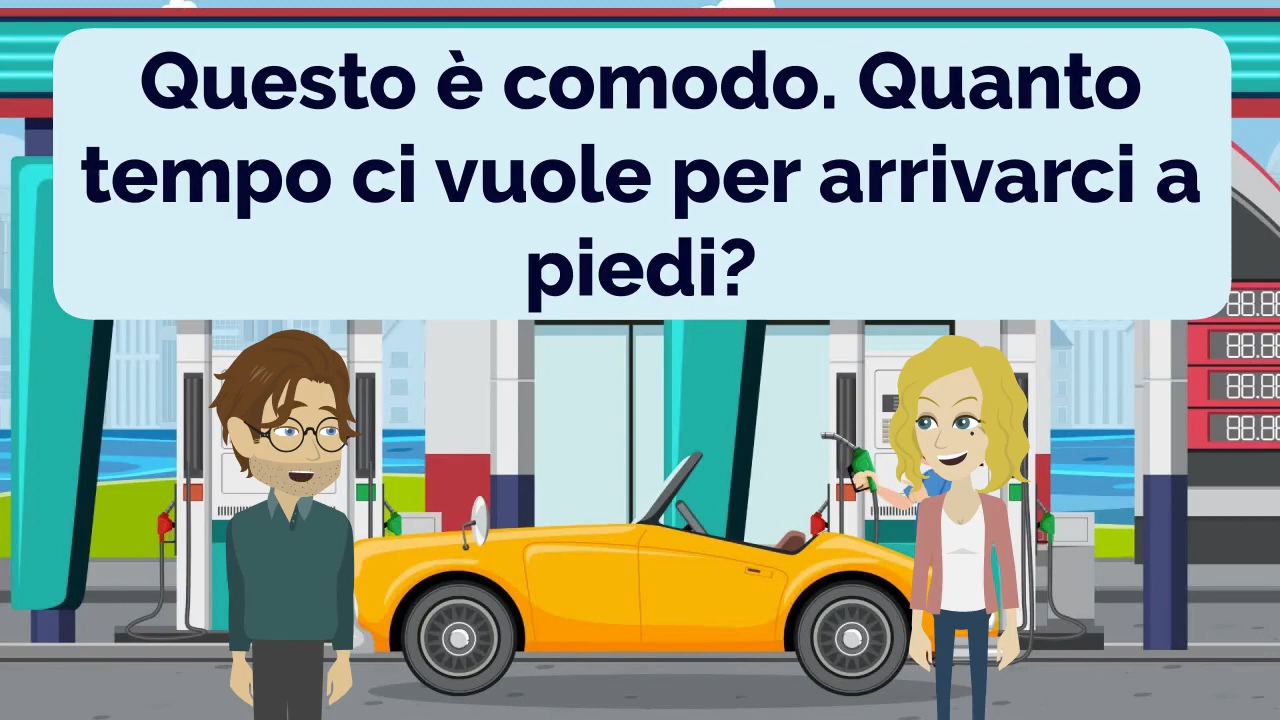 Questo è comodo. Quanto
tempo ci vuole per arrivarci a
piedi?